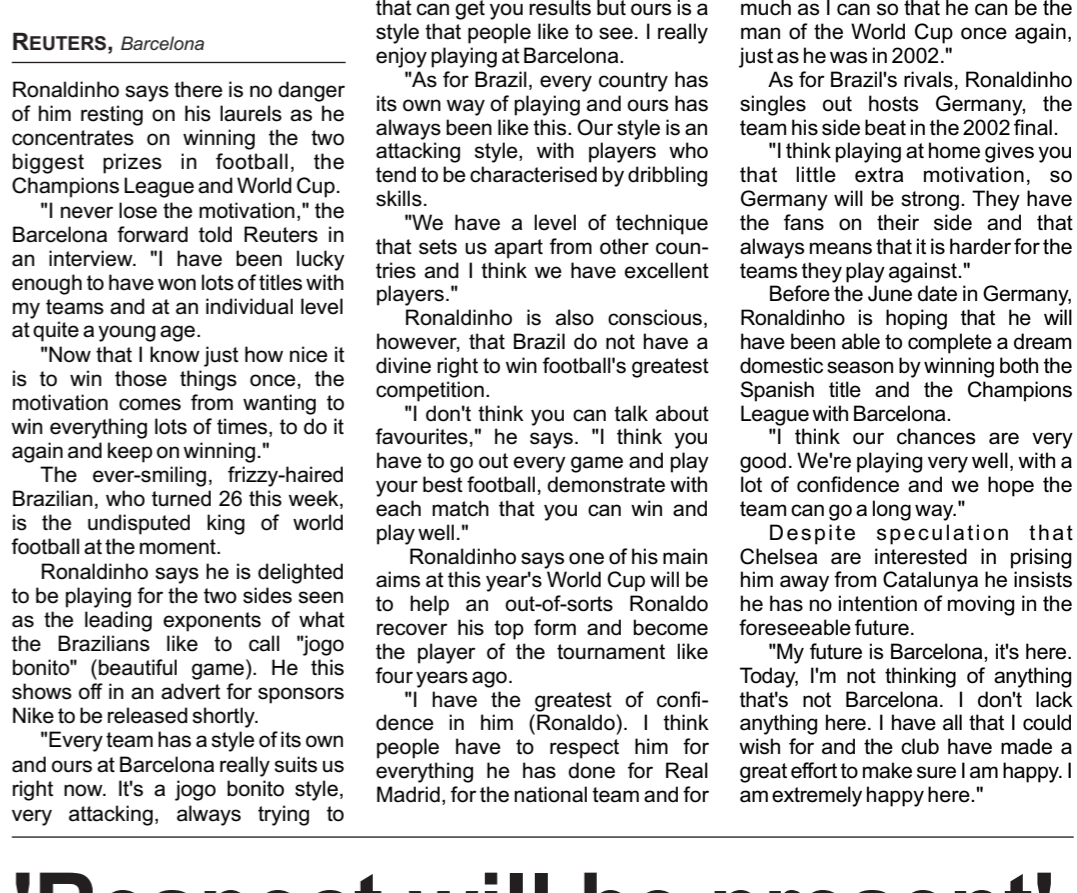 REUTERS, Barcelona
Ronaldinho says there is no danger
of him resting on his laurels as he
concentrates on winning the two
biggest prizes in football, the
Champions League and World Cup.
"I never lose the motivation," the
Barcelona forward told Reuters in
an interview. "I have been lucky
enough to have won lots of titles with
my teams and at an individual level
at quite a young age.
"Now that I know just how nice it
is to win those things once, the
motivation comes from wanting to
win everything lots of times, to do it
again and keep on winning."
The ever-smiling, frizzy-haired
Brazilian, who turned 26 this week,
is the undisputed king of world
football at the moment.
Ronaldinho says he is delighted
to be playing for the two sides seen
as the leading exponents of what
the Brazilians like to call "jogo
bonito" (beautiful game). He this
shows off in an advert for sponsors
Nike to be released shortly.
"Every team has a style of its own
and ours at Barcelona really suits us
right now. It's a jogo bonito style,
very attacking, always trying to
that can get you results but ours is a
style that people like to see. I really
enjoy playing at Barcelona.
"As for Brazil, every country has
its own way of playing and ours has
always been like this. Our style is an
attacking style, with players who
tend to be characterised by dribbling
skills.
"We have a level of technique
that sets us apart from other coun-
tries and I think we have excellent
players."
Ronaldinho is also conscious,
however, that Brazil do not have a
divine right to win football's greatest
competition.
"I don't think you can talk about
favourites," he says. "I think you
have to go out every game and play
your best football, demonstrate with
each match that you can win and
play well."
Ronaldinho says one of his main
aims at this year's World Cup will be
to help an out-of-sorts Ronaldo
recover his top form and become
the player of the tournament like
four years ago.
"I have the greatest of confi-
dence in him (Ronaldo). I think
people have to respect him for
everything he has done for Real
Madrid, for the national team and for
much as I can so that he can be the
man of the World Cup once again,
just as he was in 2002."
As for Brazil's rivals, Ronaldinho
singles out hosts Germany, the
team his side beat in the 2002 final.
"I think playing at home gives you
that little extra motivation, so
Germany will be strong. They have
the fans on their side and that
always means that it is harder for the
teams they play against."
Before the June date in Germany,
Ronaldinho is hoping that he will
have been able to complete a dream
domestic season by winning both the
Spanish title and the Champions
League with Barcelona.
"I think our chances are very
good. We're playing very well, with a
lot of confidence and we hope the
team can go a long way."
Despite speculation that
Chelsea are interested in prising
him away from Catalunya he insists
he has no intention of moving in the
foreseeable future.
"My future is Barcelona, it's here.
Today, I'm not thinking of anything
that's not Barcelona. I don't lack
anything here. I have all that I could
wish for and the club have made a
great effort to make sure I am happy. I
am extremely happy here."
'Respect will be present'